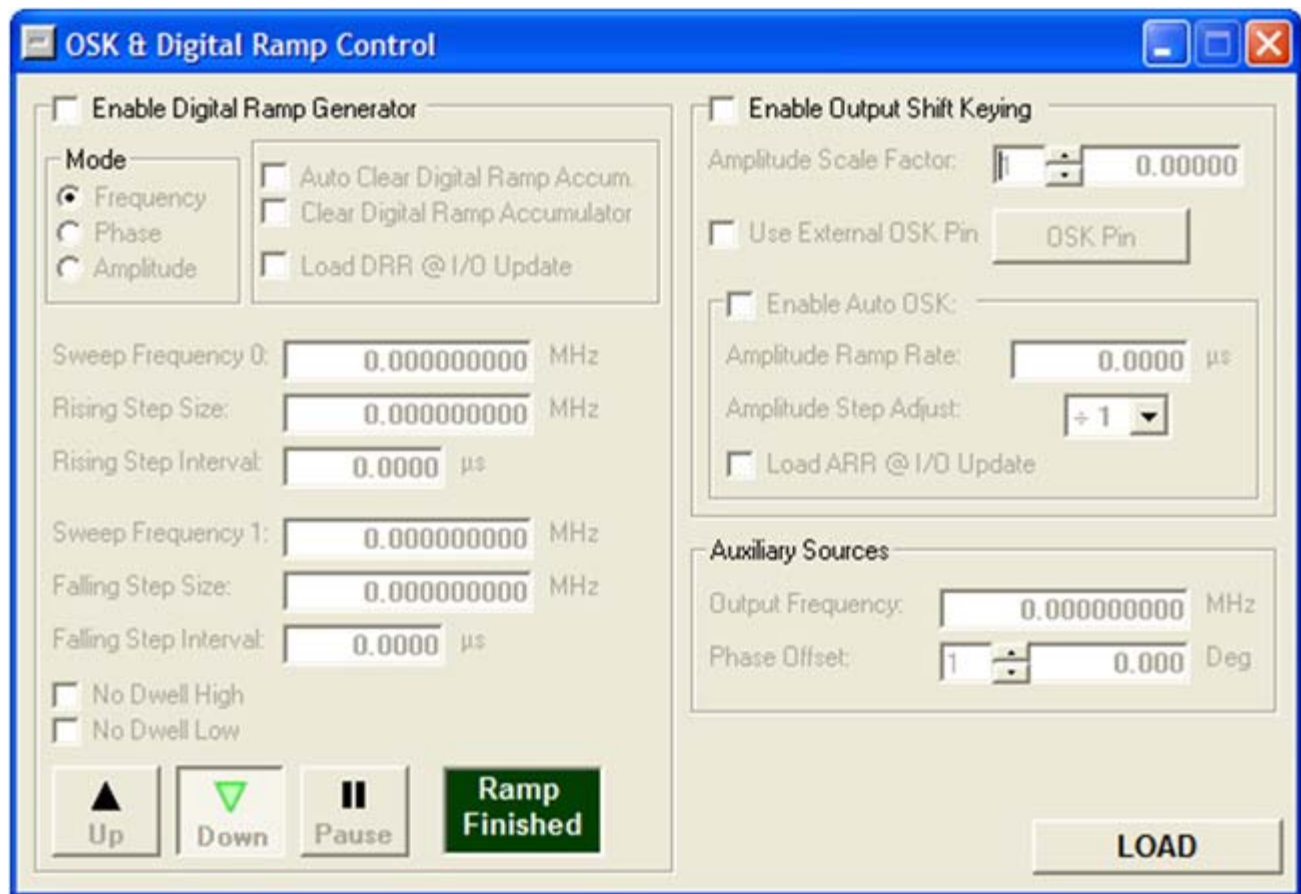 OSK & Digital Ramp Control
Enable Digital Ramp Generator
Mode
Frequency
Phase
Amplitude
Auto Clear Digital Ramp Accum.
Clear Digital Ramp Accumulator
Load DRR @ I/O Update
Sweep Frequency 0: 0.000000000 MHz
Rising Step Size: 0.000000000 MHz
Rising Step Interval: 0.0000 µs
Sweep Frequency 1: 0.000000000 MHz
Falling Step Size: 0.000000000 MHz
Falling Step Interval: 0.0000 µs
No Dwell High
No Dwell Low
Up
Down
Pause
Ramp
Finished
Enable Output Shift Keying
Amplitude Scale Factor: 1 0.00000
Use External OSK Pin OSK Pin
Enable Auto OSK:
Amplitude Ramp Rate: 0.0000 µs
Amplitude Step Adjust: ÷ 1
Load ARR @ I/O Update
Auxiliary Sources
Output Frequency: 0.000000000 MHz
Phase Offset: 1 0.000 Deg
LOAD